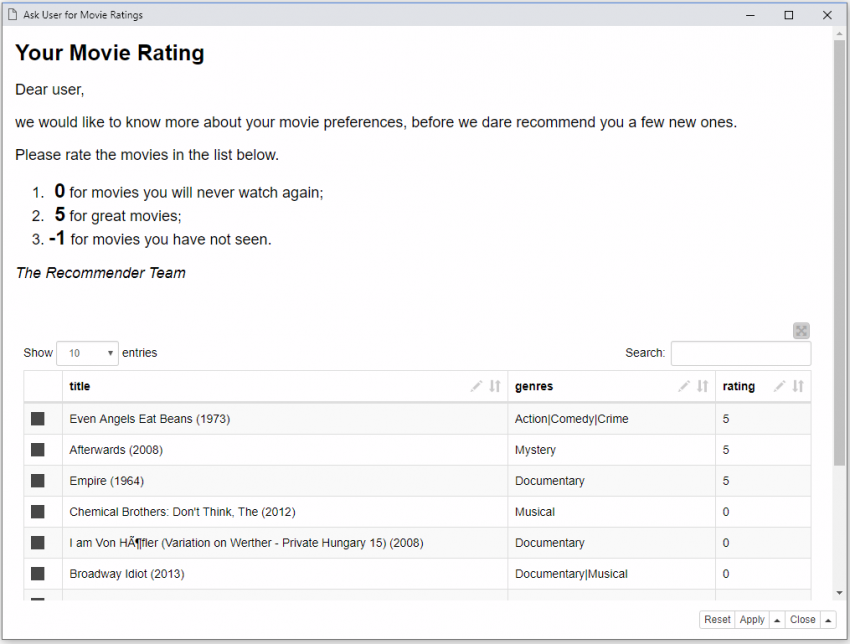 Ask User for Movie Ratings
Your Movie Rating
Dear user,
we would like to know more about your movie preferences, before we dare recommend you a few new ones.
Please rate the movies in the list below.
1. 0 for movies you will never watch again;
2. 5 for great movies;
3. -1 for movies you have not seen.
The Recommender Team
Show 10 entries Search:
title genres rating
Even Angels Eat Beans (1973) Action|Comedy|Crime 5
Afterwards (2008) Mystery 5
Empire (1964) Documentary 5
Chemical Brothers: Don't Think, The (2012) Musical 0
I am Von HÃ¶fler (Variation on Werther - Private Hungary 15) (2008) Documentary 0
Broadway Idiot (2013) Documentary|Musical 0
Reset Apply Close